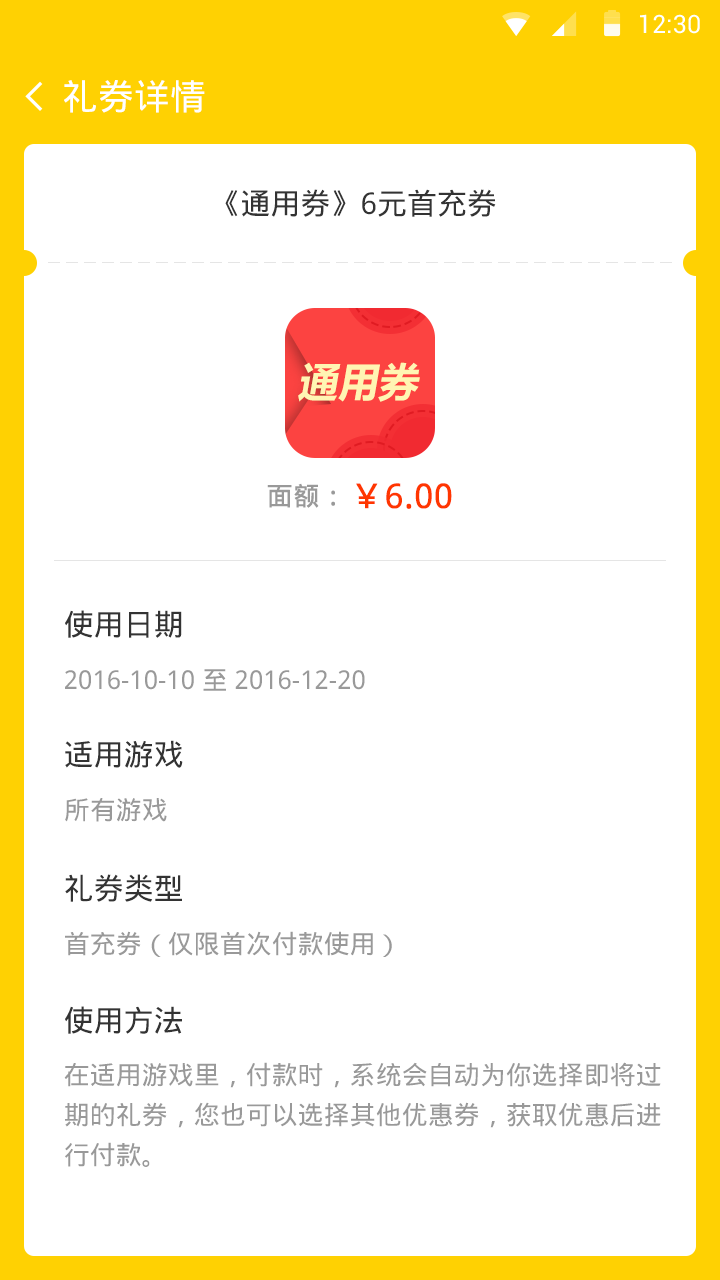 12:30
礼券详情
《通用券》6元首充券
通用券
面额：￥6.00
使用日期
2016-10-10 至 2016-12-20
适用游戏
所有游戏
礼券类型
首充券（仅限首次付款使用）
使用方法
在适用游戏里，付款时，系统会自动为你选择即将过
期的礼券，您也可以选择其他优惠券，获取优惠后进
行付款。